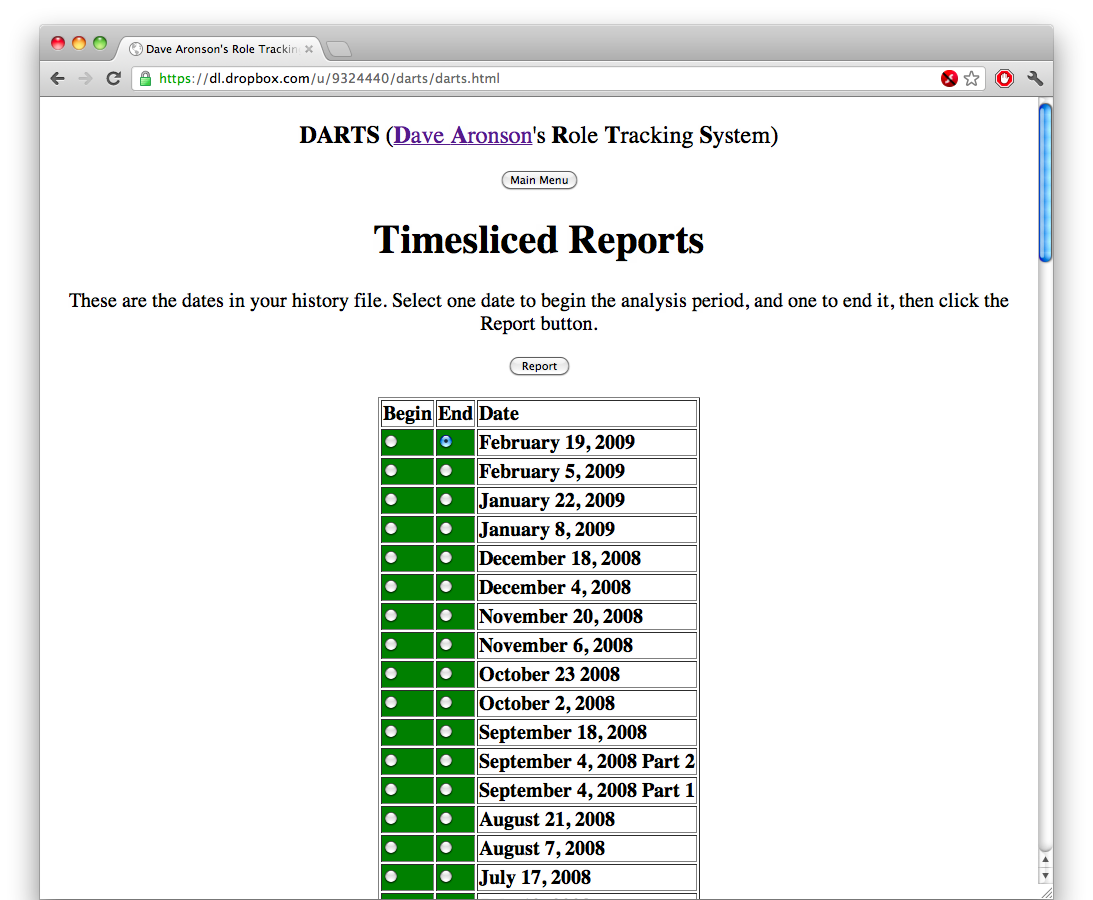 Dave Aronson's Role Trackin
https://dl.dropbox.com/u/9324440/darts/darts.html
DARTS (Dave Aronson's Role Tracking System)
Main Menu
Timesliced Reports
These are the dates in your history file. Select one date to begin the analysis period, and one to end it, then click the
Report button.
Report
Begin End Date
February 19, 2009
February 5, 2009
January 22, 2009
January 8, 2009
December 18, 2008
December 4, 2008
November 20, 2008
November 6, 2008
October 23 2008
October 2, 2008
September 18, 2008
September 4, 2008 Part 2
September 4, 2008 Part 1
August 21, 2008
August 7, 2008
July 17, 2008